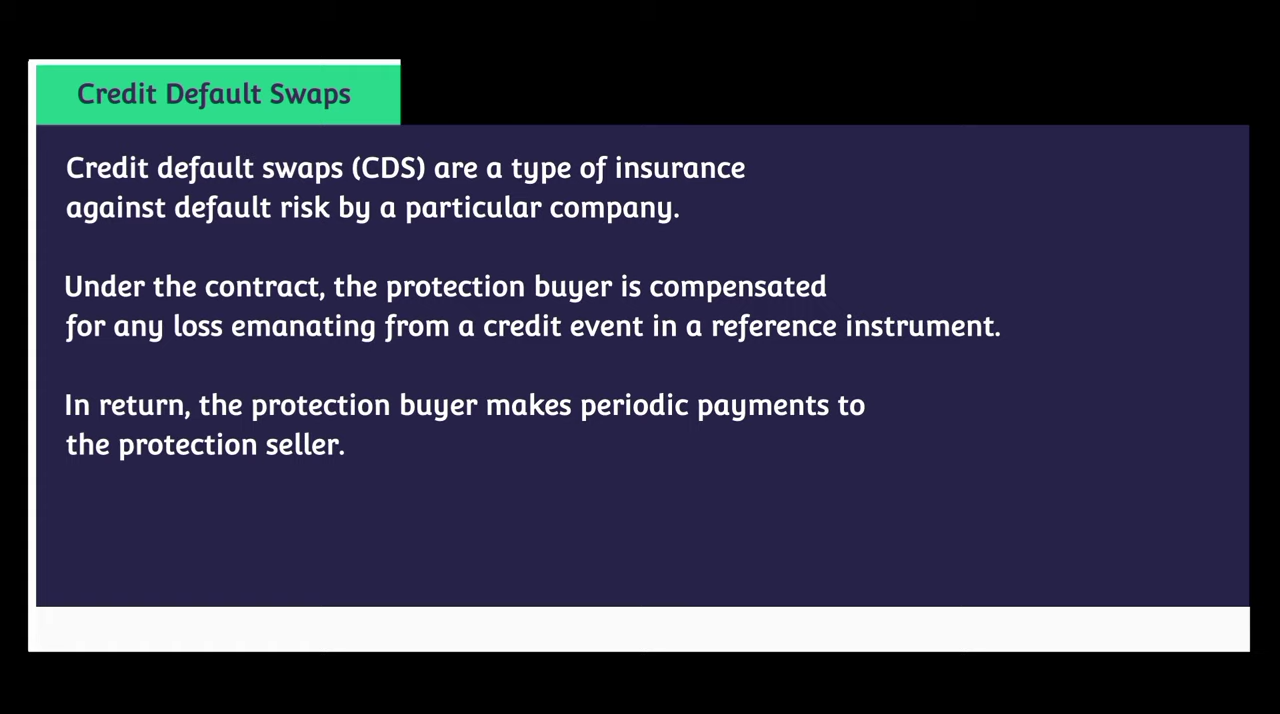 Credit Default Swaps
Credit default swaps (CDS) are a type of insurance
against default risk by a particular company.
Under the contract, the protection buyer is compensated
for any loss emanating from a credit event in a reference instrument.
In return, the protection buyer makes periodic payments to
the protection seller.